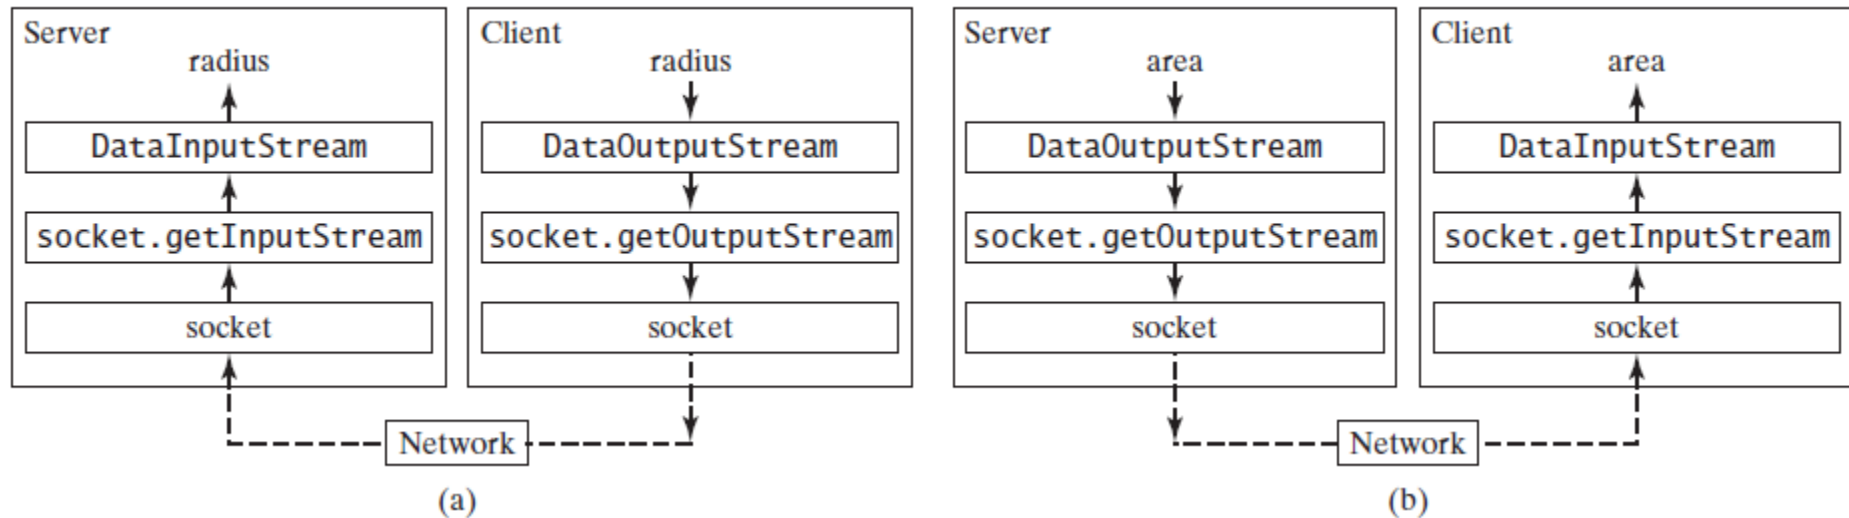 Server
radius
DataInputStream
socket.getInputStream
socket
Client
radius
DataOutputStream
socket.getOutputStream
socket
Network
(a)
Server
area
DataOutputStream
socket.getOutputStream
socket
Client
area
DataInputStream
socket.getInputStream
socket
Network
(b)